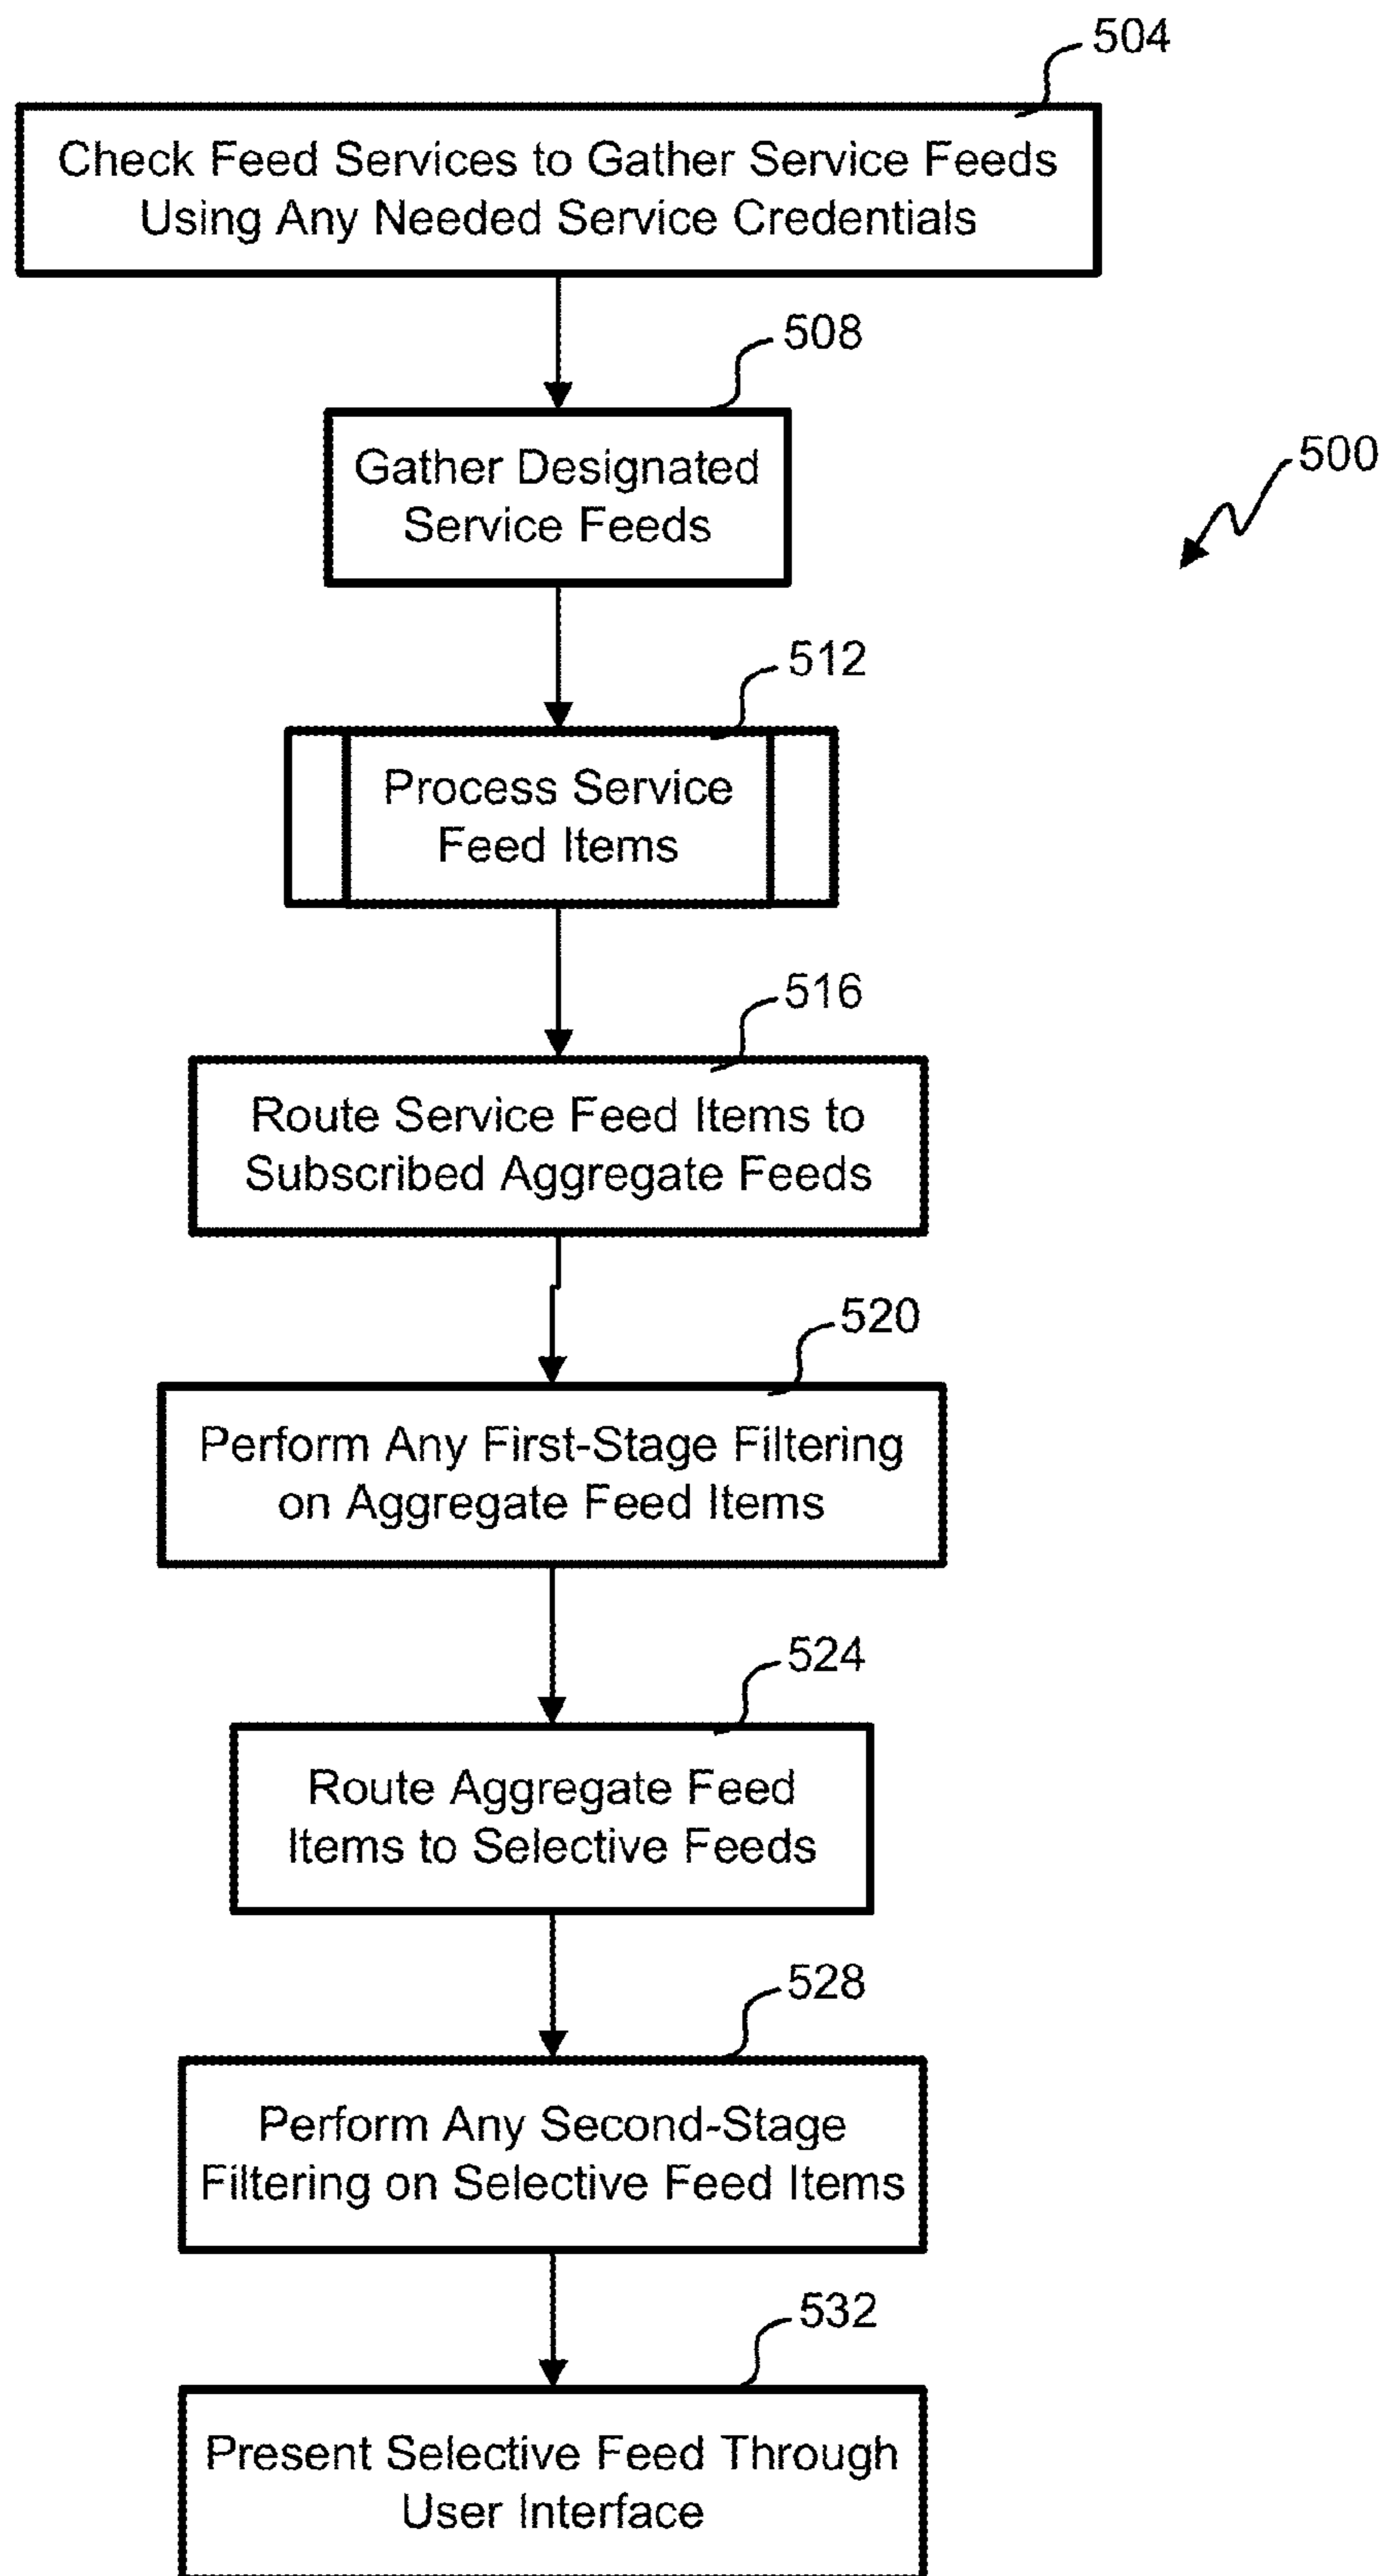 504
Check Feed Services to Gather Service Feeds
Using Any Needed Service Credentials
508
Gather Designated
Service Feeds
500
512
Process Service
Feed Items
516
Route Service Feed Items to
Subscribed Aggregate Feeds
520
Perform Any First-Stage Filtering
on Aggregate Feed Items
524
Route Aggregate Feed
Items to Selective Feeds
528
Perform Any Second-Stage
Filtering on Selective Feed Items
532
Present Selective Feed Through
User Interface